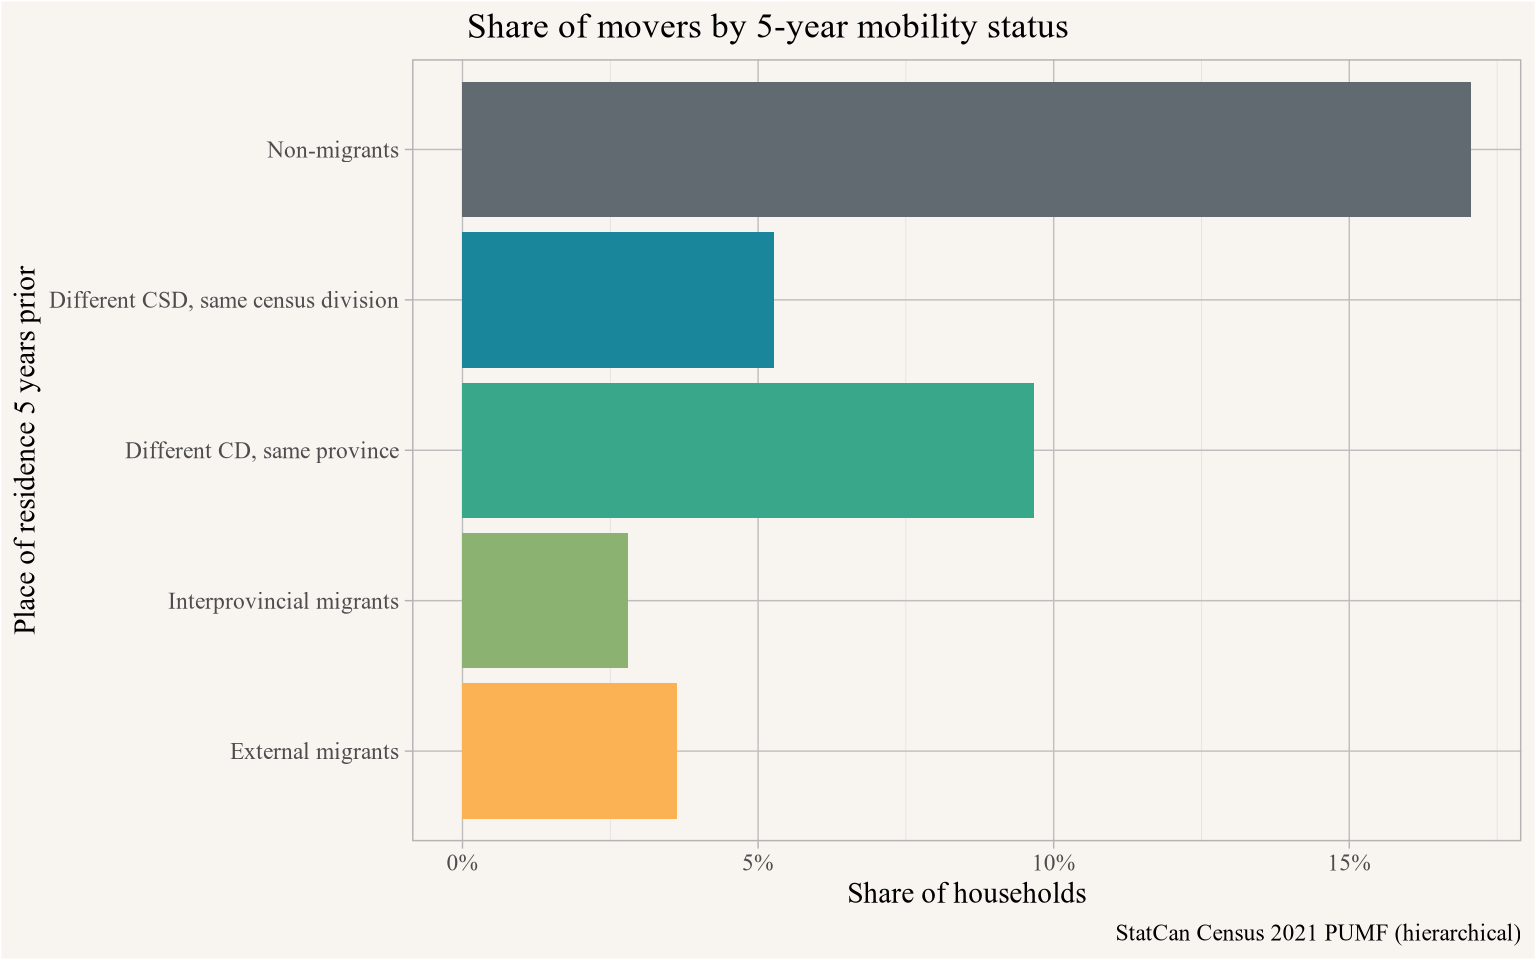 Share of movers by 5-year mobility status
Place of residence 5 years prior
Non-migrants
Different CSD, same census division
Different CD, same province
Interprovincial migrants
External migrants
0%
5%
10%
15%
Share of households
StatCan Census 2021 PUMF (hierarchical)